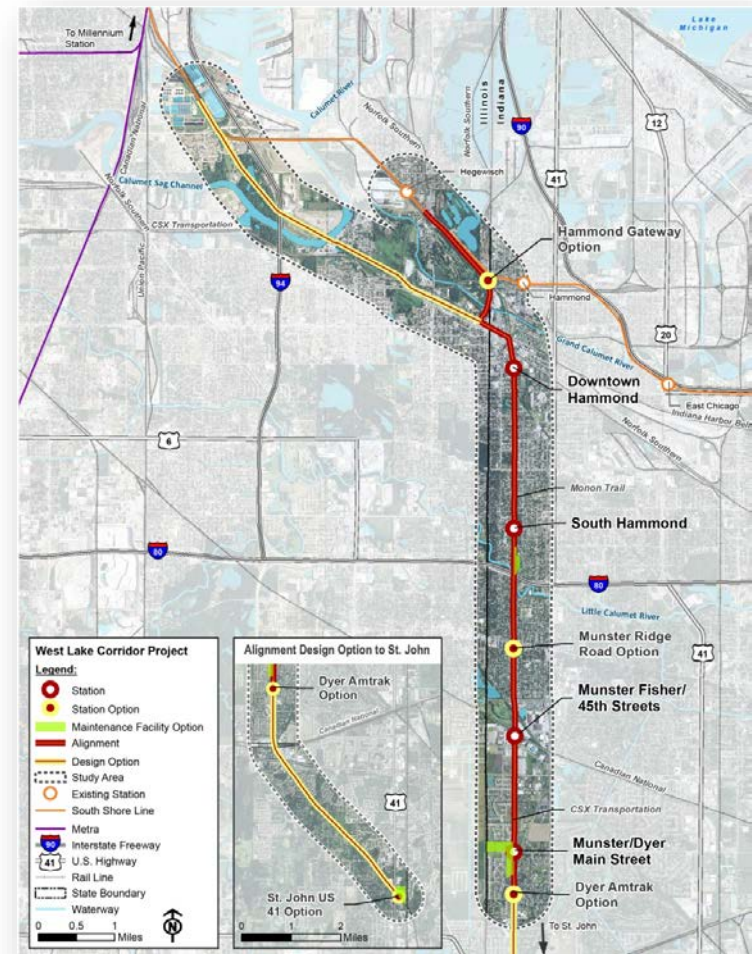 To Millennium
Station
Lake
Michigan
Canadian National
Calumet River
Norfolk Southern
Norfolk Southern
Illinois
Indiana
90
12
41
Hegewisch
Calumet Sag Channel
Norfolk Southern
CSX Transportation
Union Pacific
Hammond Gateway
Option
94
Hammond
Grand Calumet River
20
Downtown
Hammond
East Chicago
Indiana Harbor Belt
Norfolk Southern
6
Monon Trail
South Hammond
80
80
Little Calumet River
41
Munster Ridge
Road Option
Munster Fisher/
45th Streets
Canadian National
CSX Transportation
Munster/Dyer
Main Street
Dyer Amtrak
Option
To St. John
West Lake Corridor Project
Legend:
Station
Station Option
Maintenance Facility Option
Alignment
Design Option
Study Area
Existing Station
South Shore Line
Metra
90 Interstate Freeway
41 U.S. Highway
Rail Line
State Boundary
Waterway
0 0.5 1
Miles
N
Alignment Design Option to St. John
Dyer Amtrak
Option
Canadian National
41
St. John US
41 Option
0 1 2
Miles